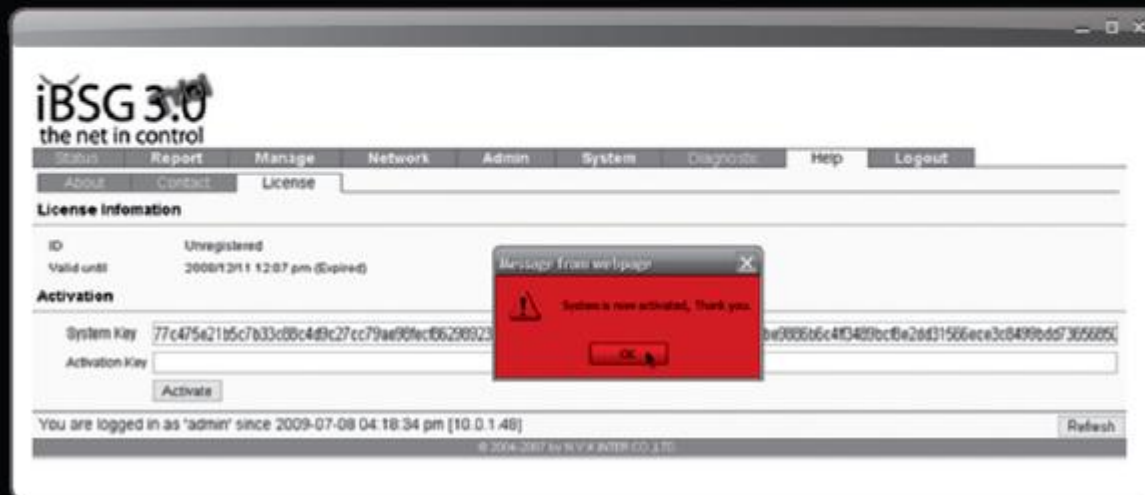 iBSG 3.0
the net in control
Status Report Manage Network Admin System Diagnostic Help Logout
About Contact License
License Infomation
ID Unregistered
Valid until 2008/12/11 12:07 pm (Expired)
Message from webpage
System is now activated, Thank you.
OK
Activation
System Key
Activation Key
Activate
You are logged in as 'admin' since 2009-07-08 04:18:34 pm [10.0.1.48]
Refresh
© 2004-2007 by